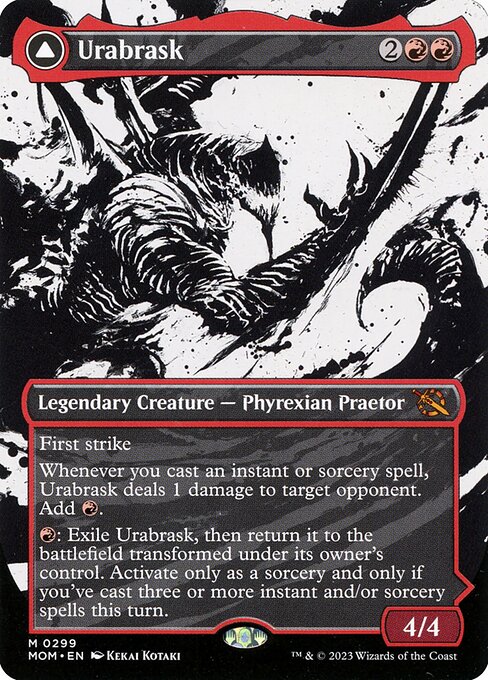 Urabrask 2
Legendary Creature — Phyrexian Praetor
First strike
Whenever you cast an instant or sorcery spell,
Urabrask deals 1 damage to target opponent.
Add .
: Exile Urabrask, then return it to the
battlefield transformed under its owner's
control. Activate only as a sorcery and only if
you've cast three or more instant and/or sorcery
spells this turn.
4/4
M 0299
MOM • EN Kekai Kotaki
™ & © 2023 Wizards of the Coast